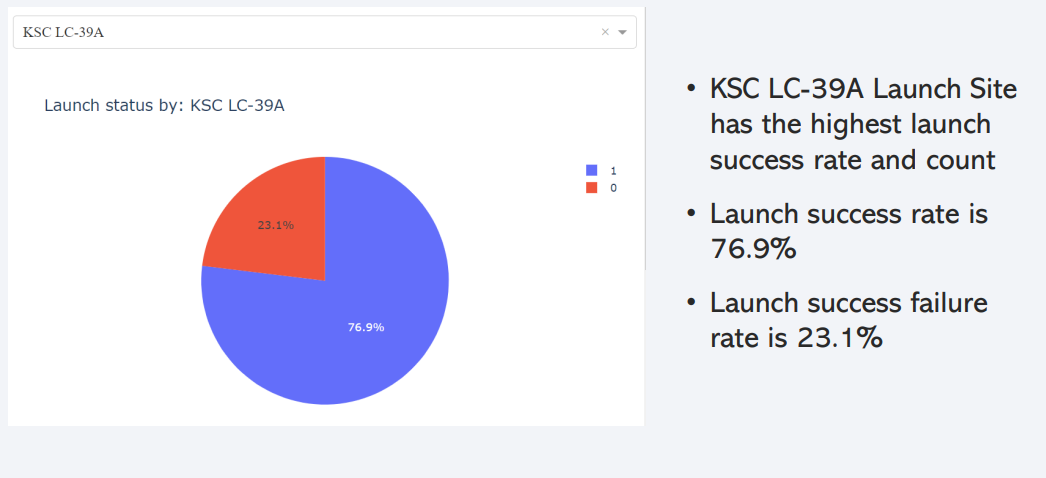 KSC LC-39A
Launch status by: KSC LC-39A
1
0
23.1%
76.9%
• KSC LC-39A Launch Site
has the highest launch
success rate and count
• Launch success rate is
76.9%
• Launch success failure
rate is 23.1%